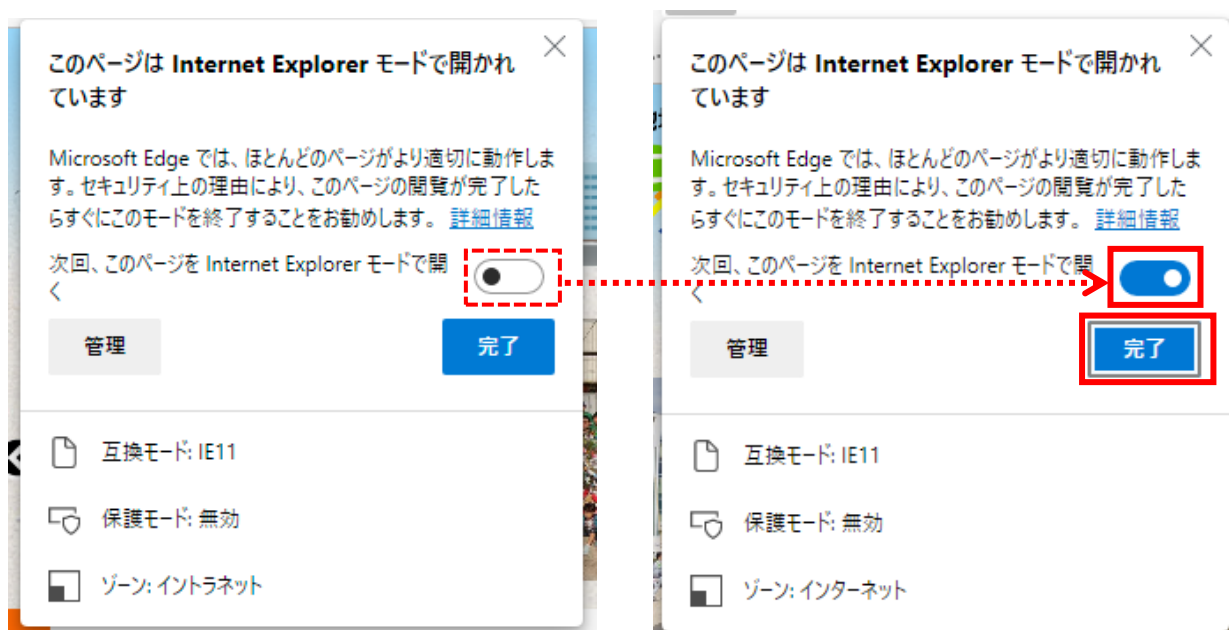 このページは Internet Explorer モードで開かれ
ています
Microsoft Edge では、ほとんどのページがより適切に動作しま
す。セキュリティ上の理由により、このページの閲覧が完了した
らすぐにこのモードを終了することをお勧めします。 詳細情報
次回、このページを Internet Explorer モードで開
く
管理
完了
互換モード: IE11
保護モード: 無効
ゾーン: イントラネット
このページは Internet Explorer モードで開かれ
ています
Microsoft Edge では、ほとんどのページがより適切に動作しま
す。セキュリティ上の理由により、このページの閲覧が完了した
らすぐにこのモードを終了することをお勧めします。 詳細情報
次回、このページを Internet Explorer モードで開
く
管理
完了
互換モード: IE11
保護モード: 無効
ゾーン: インターネット